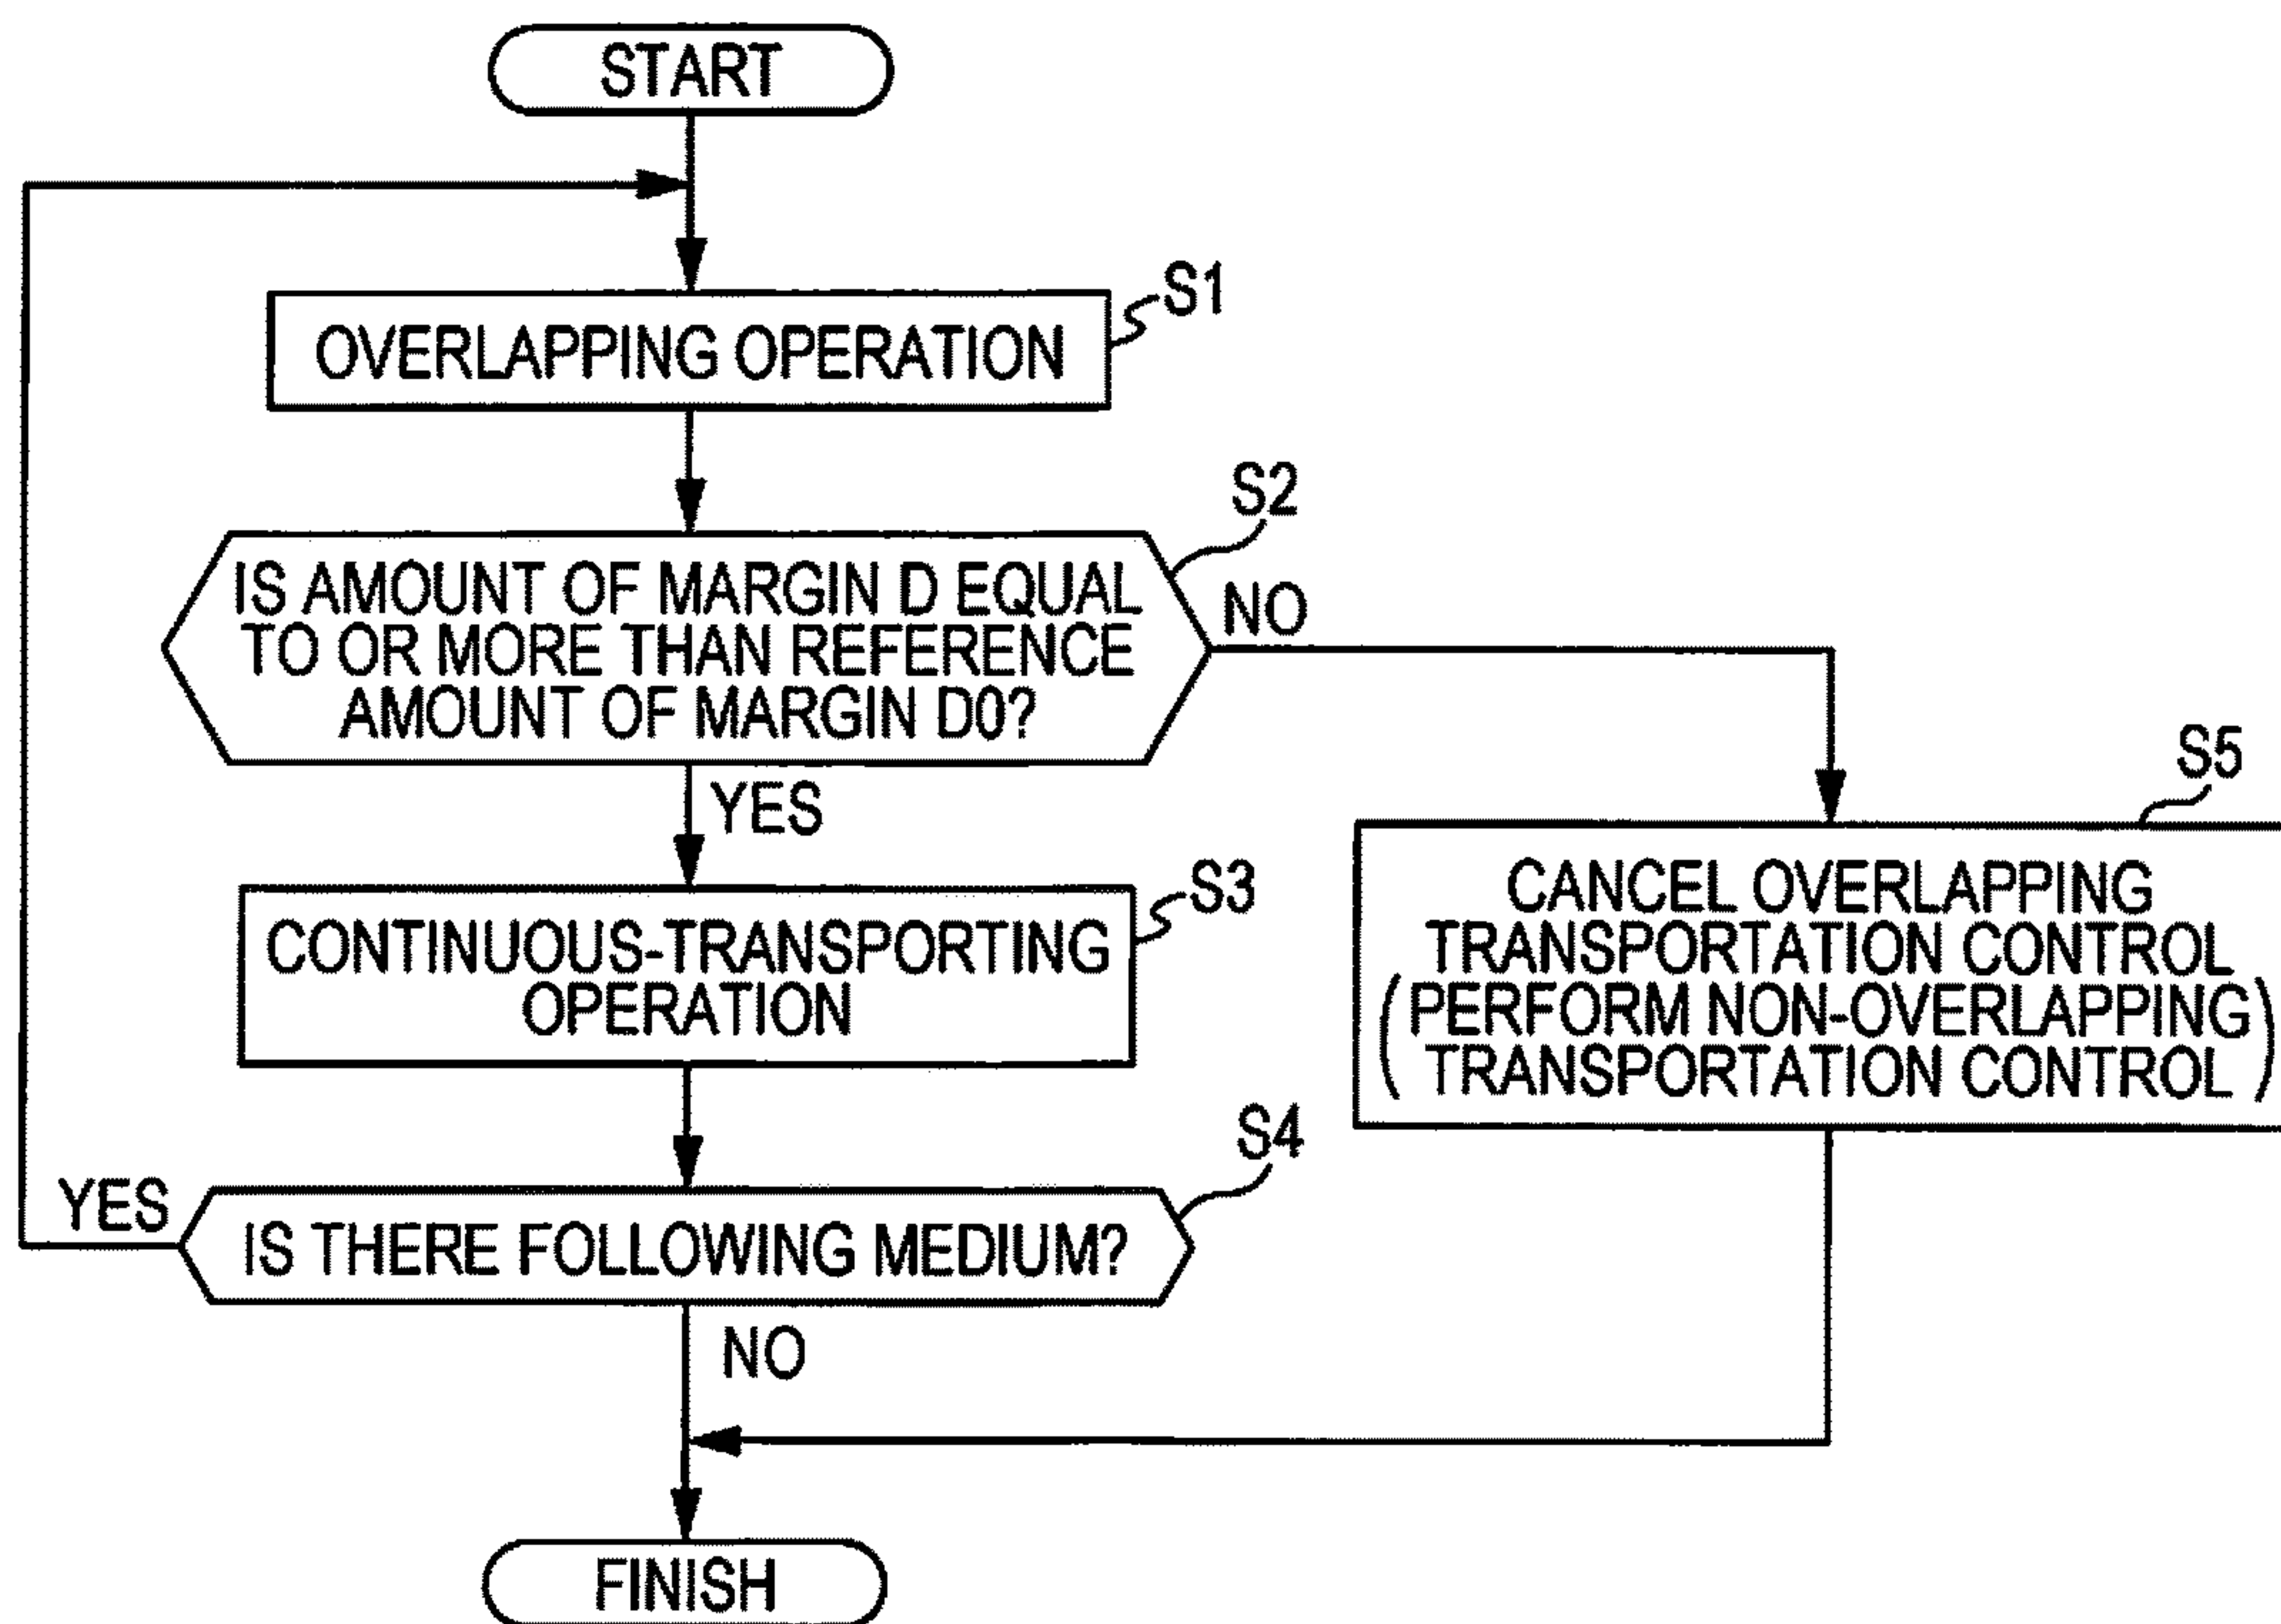 START
S1
OVERLAPPING OPERATION
S2
IS AMOUNT OF MARGIN D EQUAL
TO OR MORE THAN REFERENCE
AMOUNT OF MARGIN D0?
NO
YES
S5
CANCEL OVERLAPPING
TRANSPORTATION CONTROL
(PERFORM NON-OVERLAPPING
TRANSPORTATION CONTROL)
S3
CONTINUOUS-TRANSPORTING
OPERATION
S4
YES
IS THERE FOLLOWING MEDIUM?
NO
FINISH